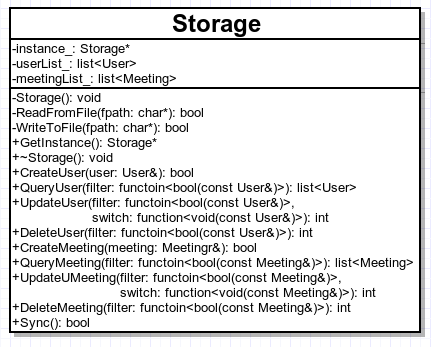 Storage
-instance_: Storage*
-userList_: list<User>
-meetingList_: list<Meeting>
-Storage(): void
-ReadFromFile(fpath: char*): bool
-WriteToFile(fpath: char*): bool
+GetInstance(): Storage*
+~Storage(): void
+CreateUser(user: User&): bool
+QueryUser(filter: functoin<bool(const User&)>): list<User>
+UpdateUser(filter: functoin<bool(const User&)>,
switch: function<void(const User&)>): int
+DeleteUser(filter: functoin<bool(const User&)>): int
+CreateMeeting(meeting: Meetingr&): bool
+QueryMeeting(filter: functoin<bool(const Meeting&)>): list<Meeting>
+UpdateUMeeting(filter: functoin<bool(const Meeting&)>,
switch: function<void(const Meeting&)>): int
+DeleteMeeting(filter: functoin<bool(const Meeting&)>): int
+Sync(): bool